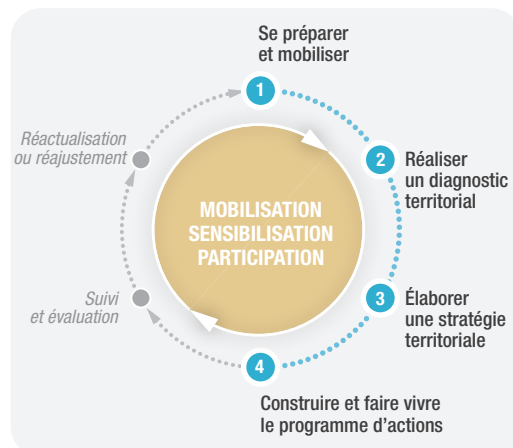 Se préparer
et mobiliser
1
2
Réaliser
un diagnostic
territorial
3
Élaborer
une stratégie
territoriale
4
Construire et faire vivre
le programme d'actions
Suivi
et évaluation
Réactualisation
ou réajustement
MOBILISATION
SENSIBILISATION
PARTICIPATION